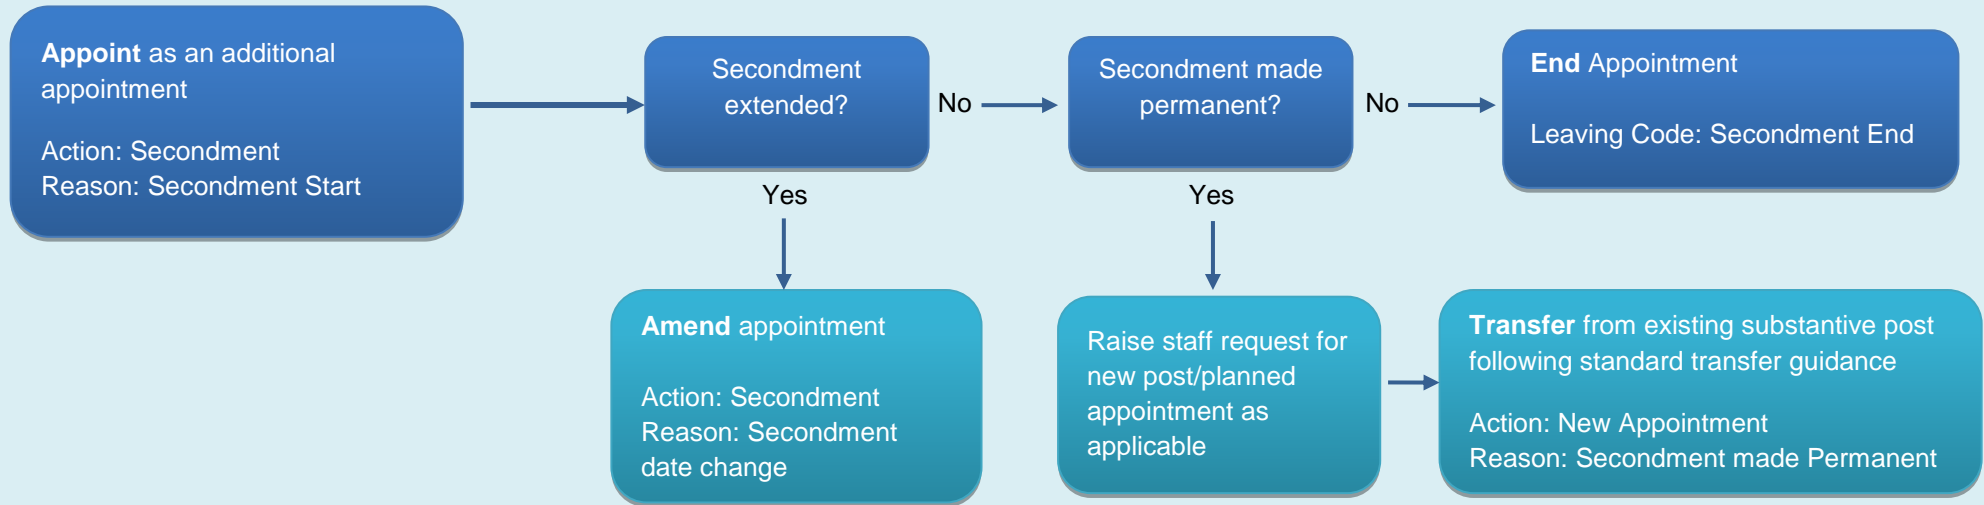 Appoint as an additional
appointment
Action: Secondment
Reason: Secondment Start
Secondment
extended?
No
Secondment made
permanent?
No
End Appointment
Leaving Code: Secondment End
Yes
Yes
Amend appointment
Action: Secondment
Reason: Secondment
date change
Raise staff request for
new post/planned
appointment as
applicable
Transfer from existing substantive post
following standard transfer guidance
Action: New Appointment
Reason: Secondment made Permanent